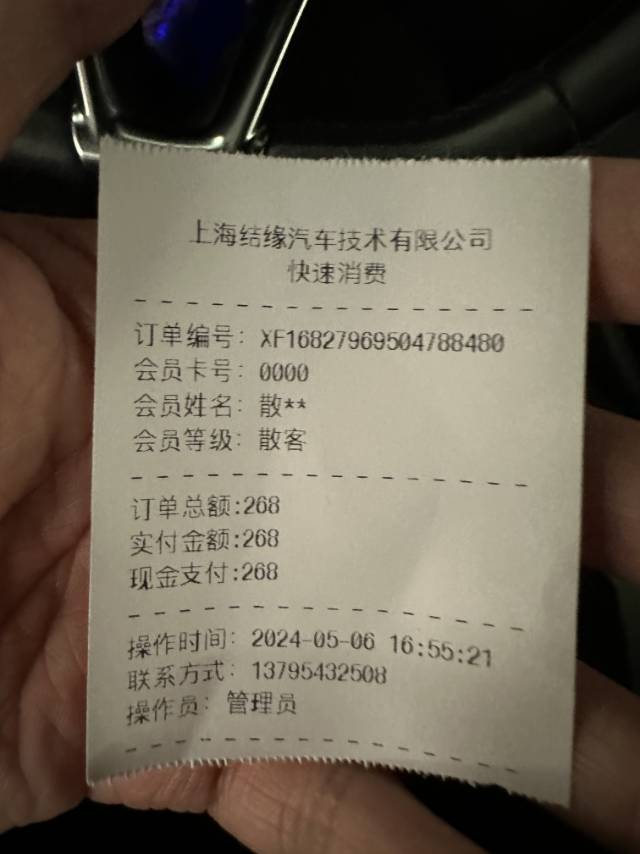 上海结缘汽车技术有限公司
快速消费
订单编号: XF16827969504788480
会员卡号: 0000
会员姓名: 散**
会员等级: 散客
订单总额:268
实付金额:268
现金支付:268
操作时间: 2024-05-06 16:55:21
联系方式: 13795432508
操作员: 管理员